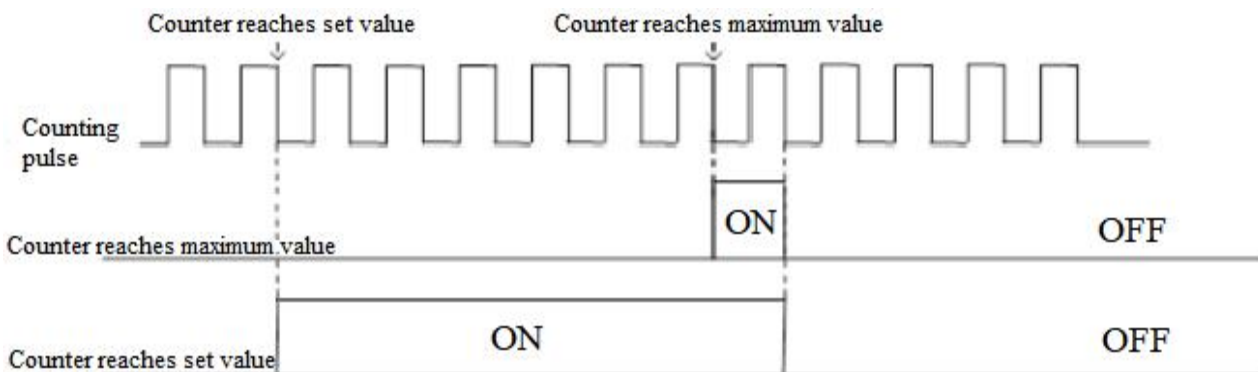 Counter reaches set value
Counter reaches maximum value
Counting
pulse
ON
OFF
Counter reaches maximum value
ON
OFF
Counter reaches set value